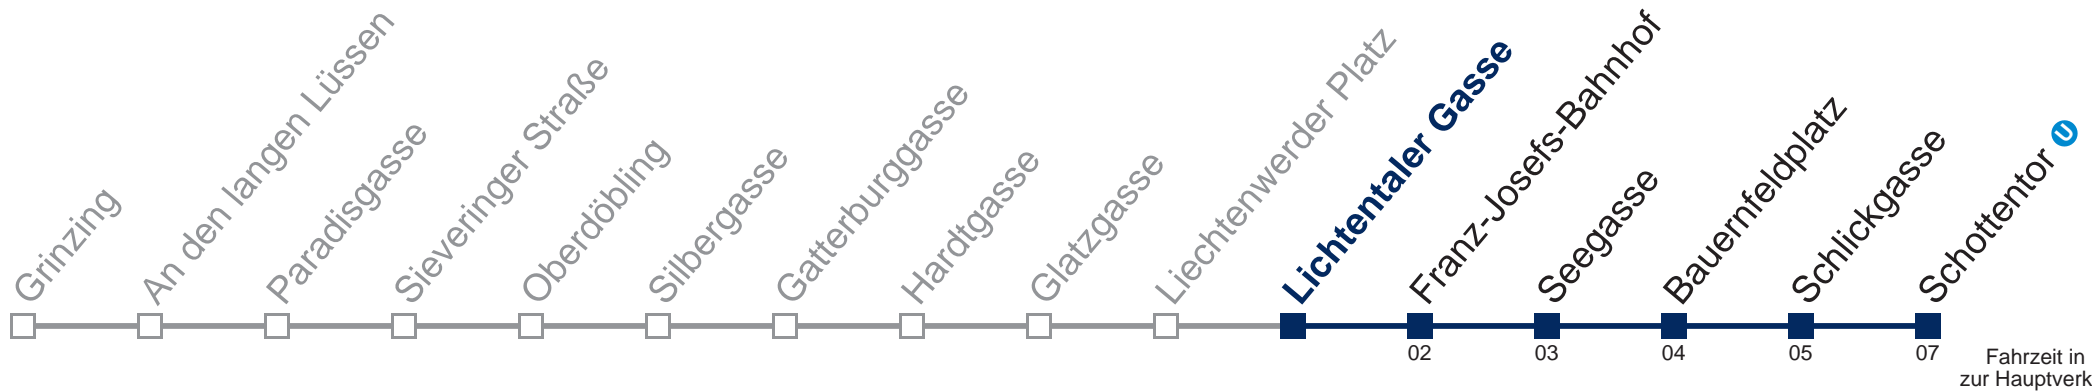 Grinzing
An den langen Lüssen
Paradisgasse
Sieveringer Straße
Oberdöbling
Silbergasse
Gatterburggasse
Hardtgasse
Glatzgasse
Liechtenwerder Platz
Lichtentaler Gasse
Franz-Josefs-Bahnhof
Seegasse
Bauernfeldplatz
Schlickgasse
Schottentor U
02 03 04 05 07
Fahrzeit in
zur Hauptverk